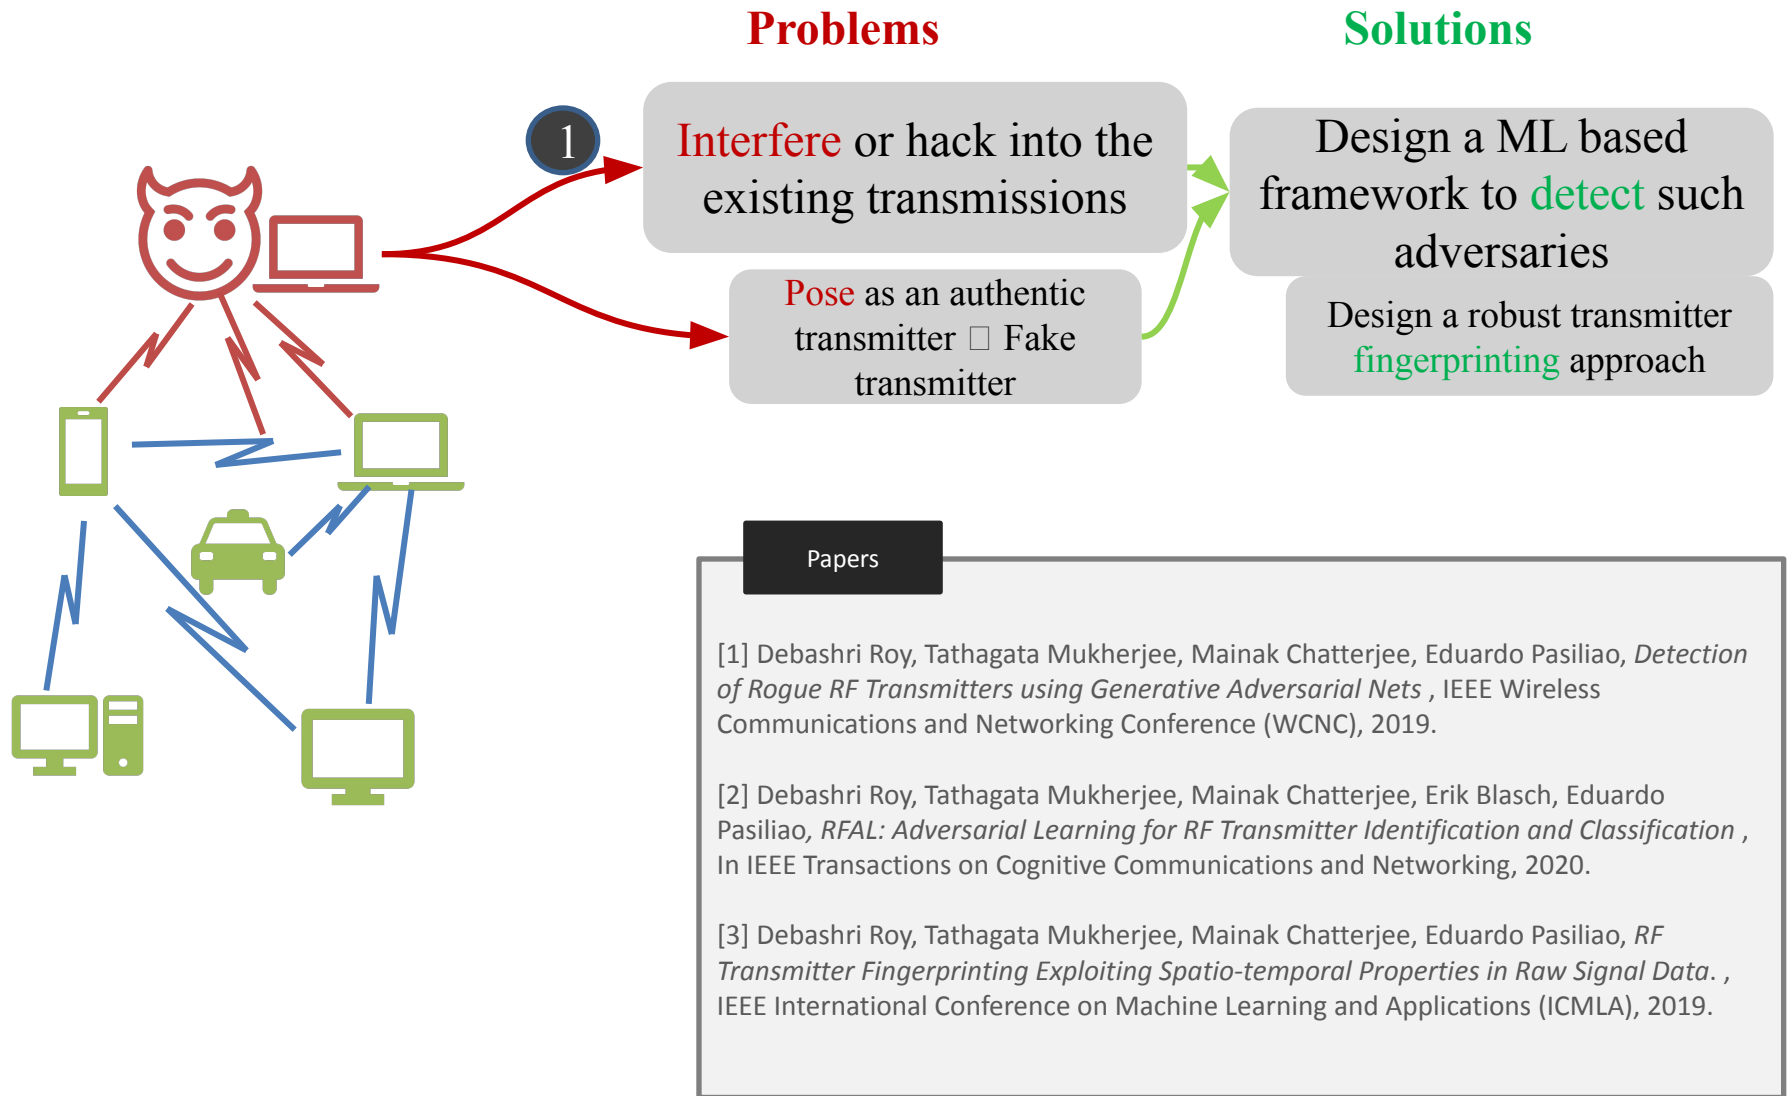 Problems
Solutions
1
Interfere or hack into the
existing transmissions
Design a ML based
framework to detect such
adversaries
Pose as an authentic
transmitter □ Fake
transmitter
Design a robust transmitter
fingerprinting approach
Papers
[1] Debashri Roy, Tathagata Mukherjee, Mainak Chatterjee, Eduardo Pasiliao, Detection
of Rogue RF Transmitters using Generative Adversarial Nets , IEEE Wireless
Communications and Networking Conference (WCNC), 2019.
[2] Debashri Roy, Tathagata Mukherjee, Mainak Chatterjee, Erik Blasch, Eduardo
Pasiliao, RFAL: Adversarial Learning for RF Transmitter Identification and Classification ,
In IEEE Transactions on Cognitive Communications and Networking, 2020.
[3] Debashri Roy, Tathagata Mukherjee, Mainak Chatterjee, Eduardo Pasiliao, RF
Transmitter Fingerprinting Exploiting Spatio-temporal Properties in Raw Signal Data. ,
IEEE International Conference on Machine Learning and Applications (ICMLA), 2019.